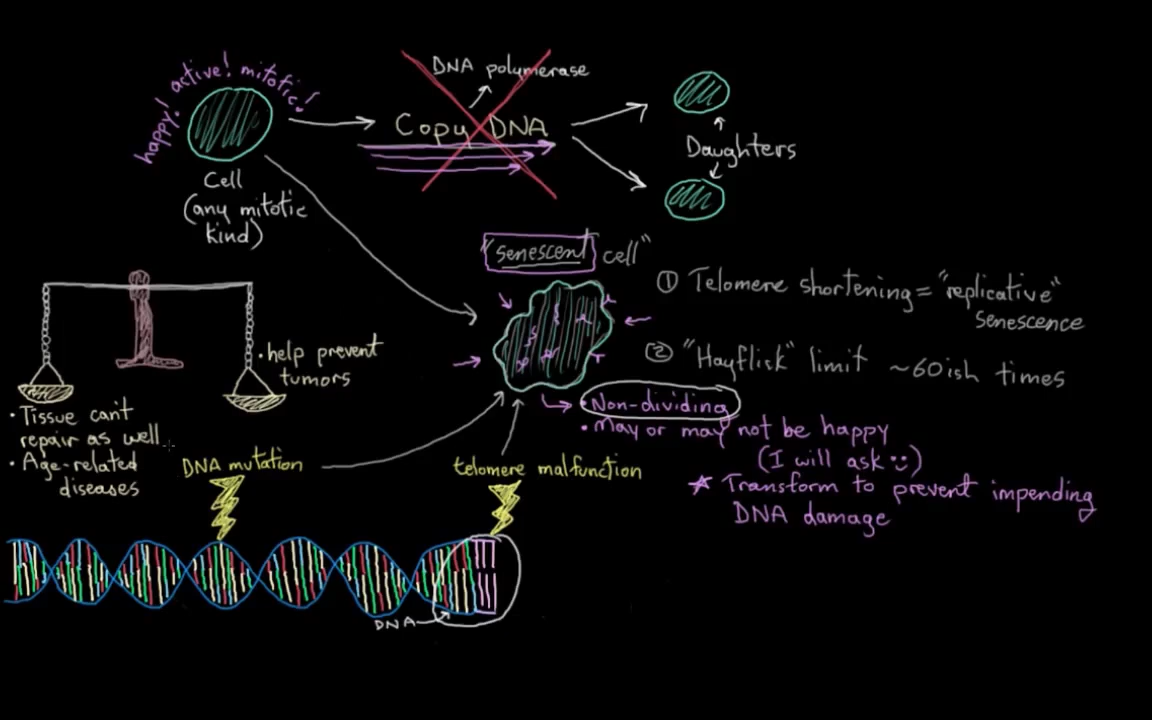 happy! active! mitotic!
DNA polymerase
Copy DNA
Cell
(any mitotic
kind)
Daughters
"senescent cell"
① Telomere shortening = "replicative"
senescence
② "Hayflick" limit ~60ish times
• Non-dividing
• May or may not be happy
(I will ask :))
* Transform to prevent impending
DNA damage
• help prevent
tumors
• Tissue can't
repair as well
• Age-related
diseases
DNA mutation
telomere malfunction
DNA